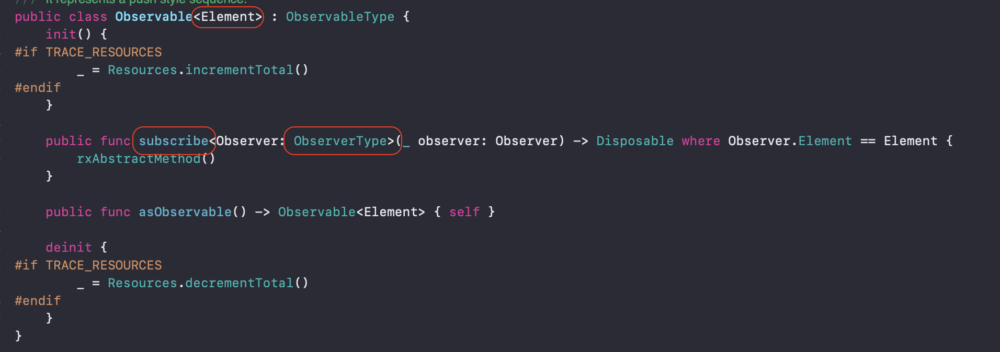 /// It represents a push style sequence.
public class Observable<Element> : ObservableType {
    init() {
#if TRACE_RESOURCES
        _ = Resources.incrementTotal()
#endif
    }
    public func subscribe<Observer: ObserverType>(_ observer: Observer) -> Disposable where Observer.Element == Element {
        rxAbstractMethod()
    }
    public func asObservable() -> Observable<Element> { self }
    deinit {
#if TRACE_RESOURCES
        _ = Resources.decrementTotal()
#endif
    }
}